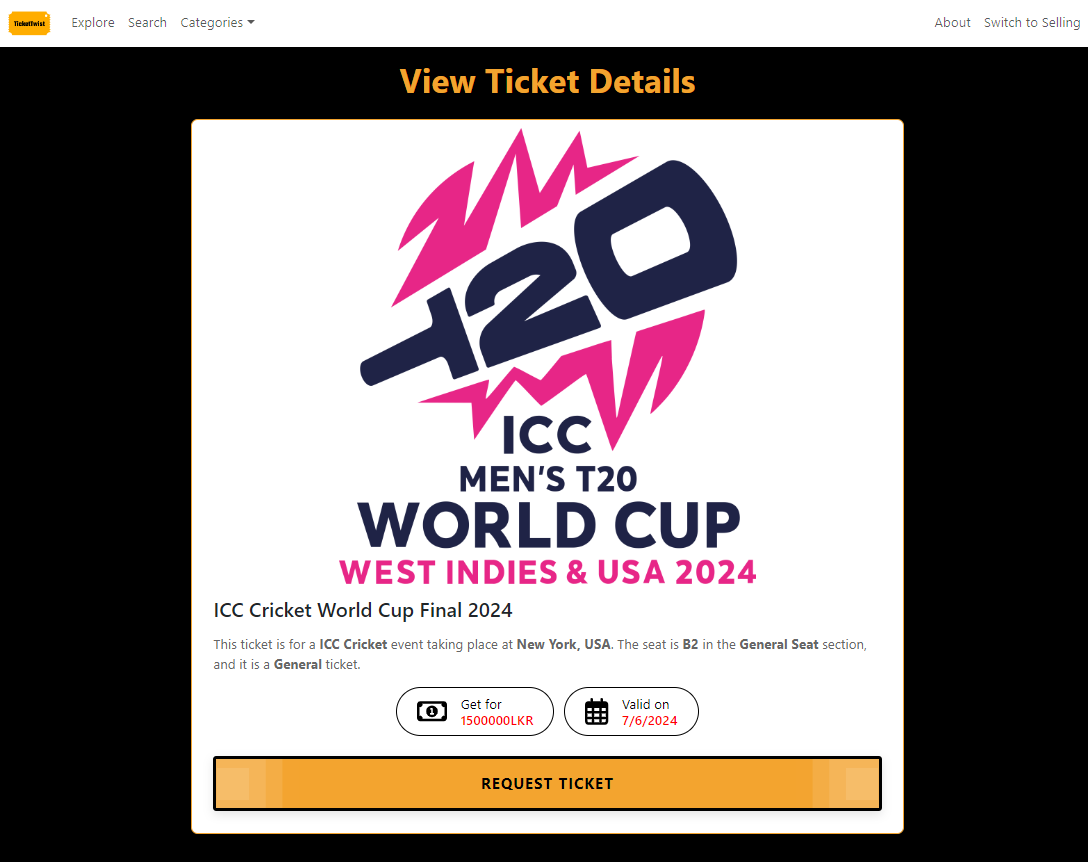 TicketTwist Explore Search Categories About Switch to Selling
View Ticket Details
T20
ICC
MEN'S T20
WORLD CUP
WEST INDIES & USA 2024
ICC Cricket World Cup Final 2024
This ticket is for a ICC Cricket event taking place at New York, USA. The seat is B2 in the General Seat section,
and it is a General ticket.
Get for
1500000LKR
Valid on
7/6/2024
REQUEST TICKET